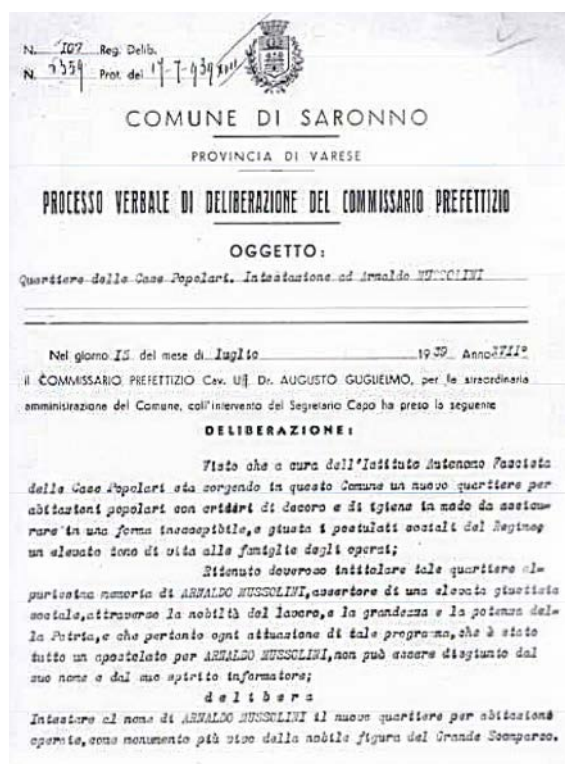 N. 107 Reg. Delib.
N. 8559 Prot. del 17-7-939 XVII
COMUNE DI SARONNO
PROVINCIA DI VARESE
PROCESSO VERBALE DI DELIBERAZIONE DEL COMMISSARIO PREFETTIZIO
OGGETTO:
Quartiere delle Case Popolari. Intestazione ad Arnaldo MUSSOLINI
Nel giorno 15 del mese di luglio 1939 Anno XVII°
il COMMISSARIO PREFETTIZIO Cav. Uff. Dr. AUGUSTO GUGLIELMO, per la straordinaria
amministrazione del Comune, coll'intervento del Segretario Capo ha preso la seguente
DELIBERAZIONE:
Visto che a cura dell'Istituto Autonomo Fascista
delle Case Popolari sta sorgendo in questo Comune un nuovo quartiere per
abitazioni popolari con criteri di decoro e di igiene in modo da assicu=
rare in una forma ineccepibile, e giusta i postulati sociali del Regime
un elevato tono di vita alle famiglie degli operai;
Ritenuto doveroso intitolare tale quartiere al=
purissima memoria di ARNALDO MUSSOLINI, assertore di una elevata giustizia
sociale, attraverso la nobiltà del lavoro, e la grandezza e la potenza del=
la Patria, e che pertanto ogni attuazione di tale programma, che è stato
tutto un apostolato per ARNALDO MUSSOLINI, non può essere disgiunto dal
suo nome e dal suo spirito informatore;
delibera
Intestare al nome di ARNALDO MUSSOLINI il nuovo quartiere per abitazioni
operaie, come monumento più vivo della nobile figura del Grande Scomparso.